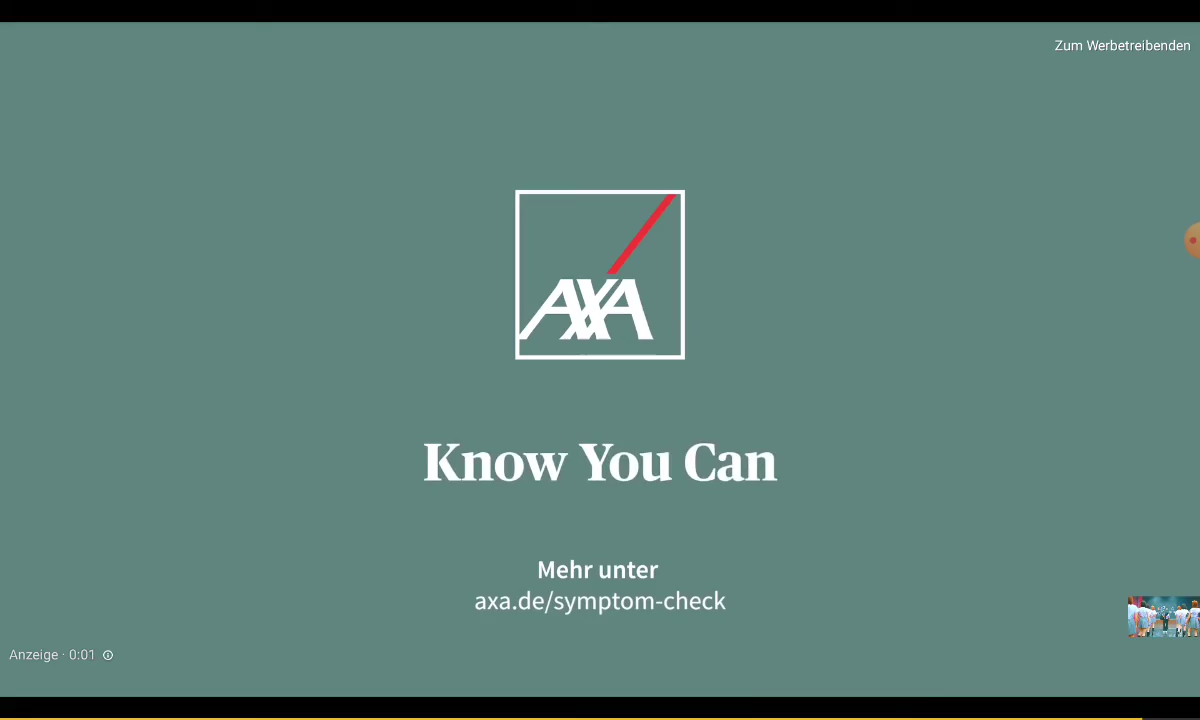 Zum Werbetreibenden
AXA
Know You Can
Mehr unter
axa.de/symptom-check
Anzeige · 0:01